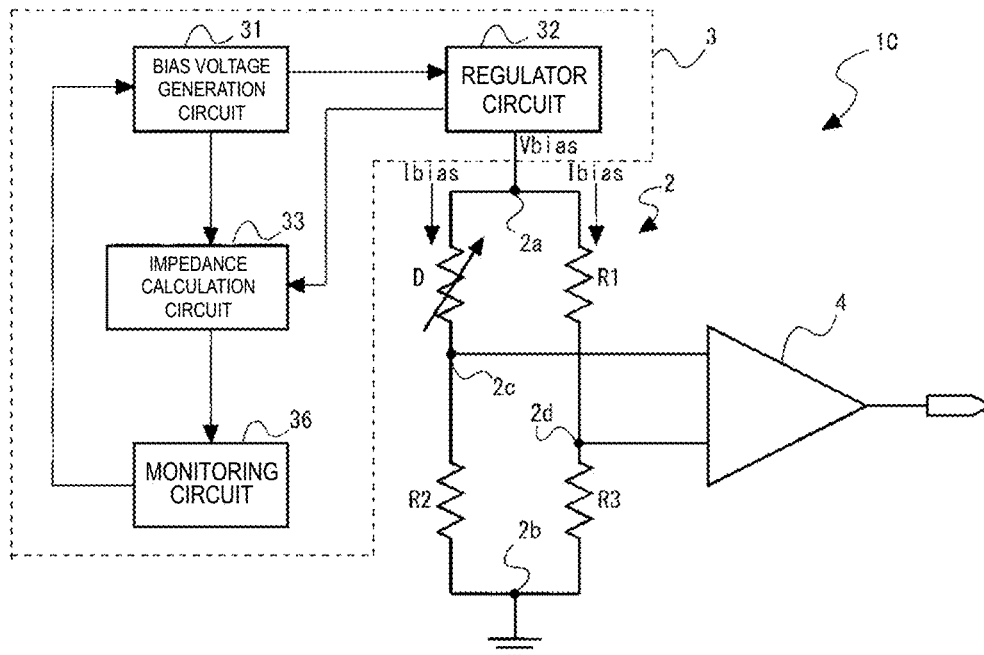 31
32
3
10
BIAS VOLTAGE
GENERATION
CIRCUIT
REGULATOR
CIRCUIT
Vbias
Ibias
Ibias
2
2a
33
IMPEDANCE
CALCULATION
CIRCUIT
D
R1
4
2c
2d
36
MONITORING
CIRCUIT
R2
R3
2b